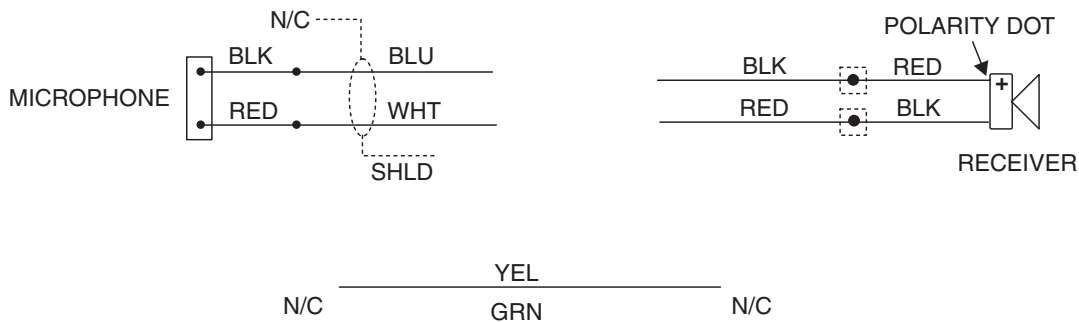 N/C
POLARITY DOT
BLK BLU
BLK RED
MICROPHONE
+
RED WHT
RED BLK
SHLD
RECEIVER
YEL
N/C GRN N/C